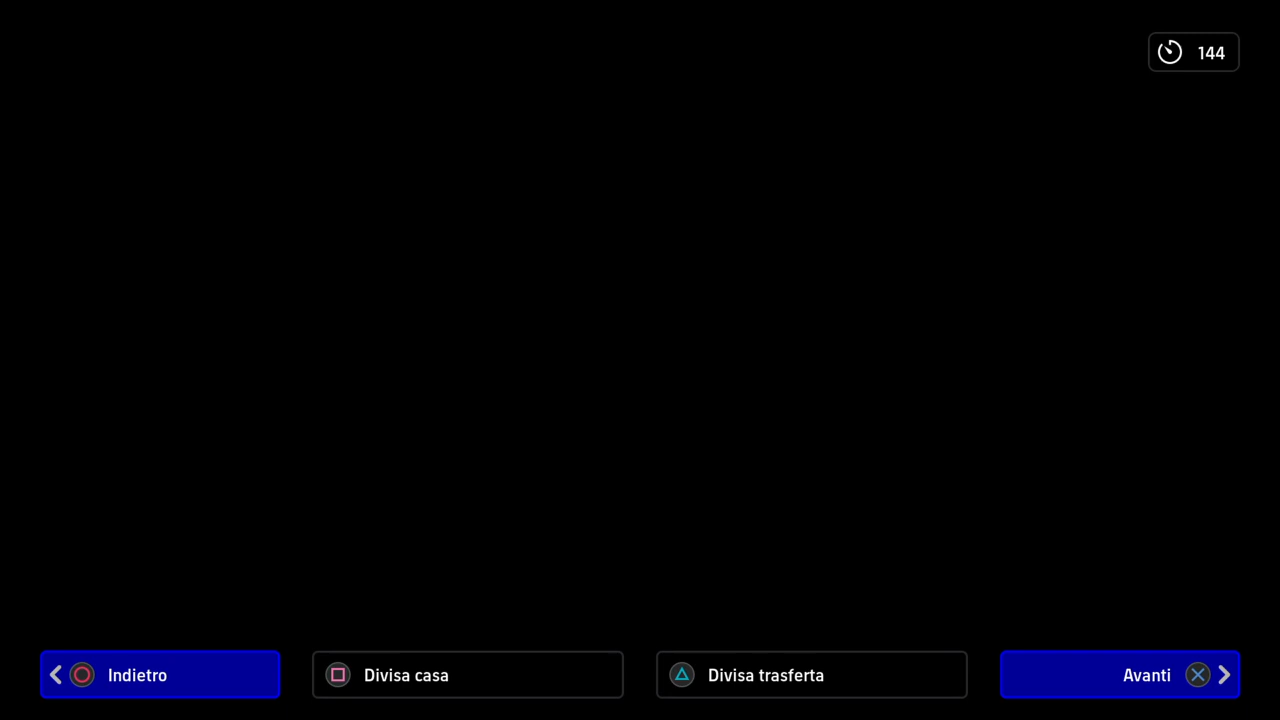 144
Indietro
Divisa casa
Divisa trasferta
Avanti